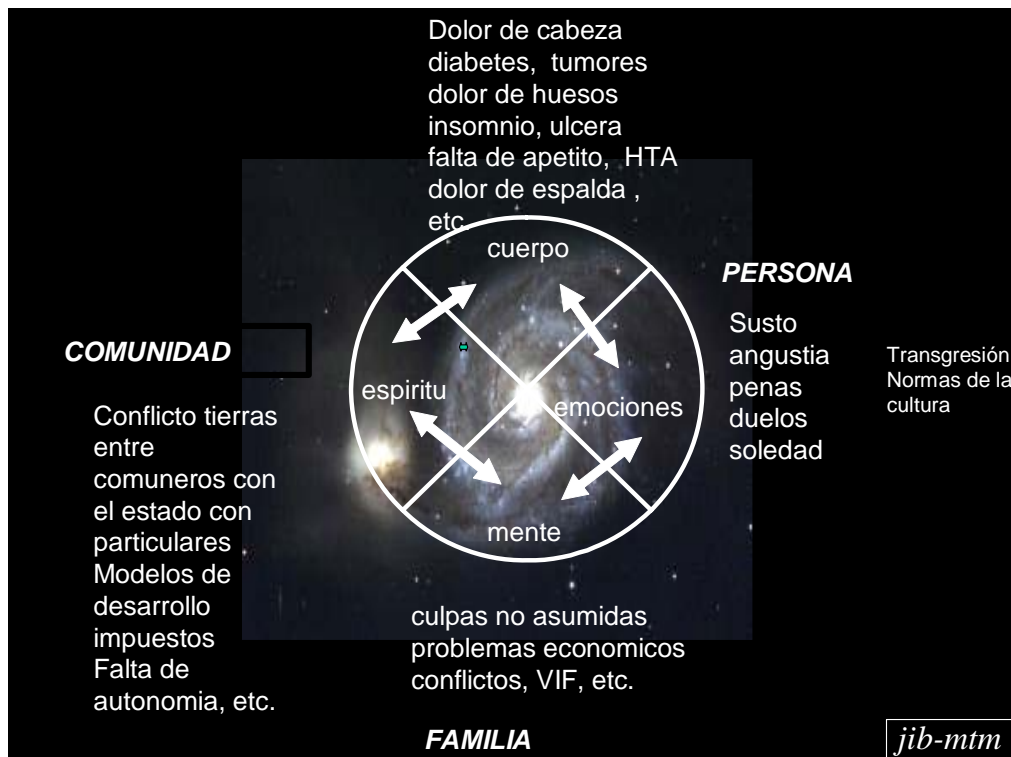 Dolor de cabeza
diabetes, tumores
dolor de huesos
insomnio, ulcera
falta de apetito, HTA
dolor de espalda ,
etc.
cuerpo
PERSONA
Susto
angustia
penas
duelos
soledad
Transgresión
Normas de la
cultura
COMUNIDAD
espiritu
emociones
Conflicto tierras
entre
comuneros con
el estado con
particulares
Modelos de
desarrollo
impuestos
Falta de
autonomia, etc.
mente
culpas no asumidas
problemas economicos
conflictos, VIF, etc.
FAMILIA
jib-mtm